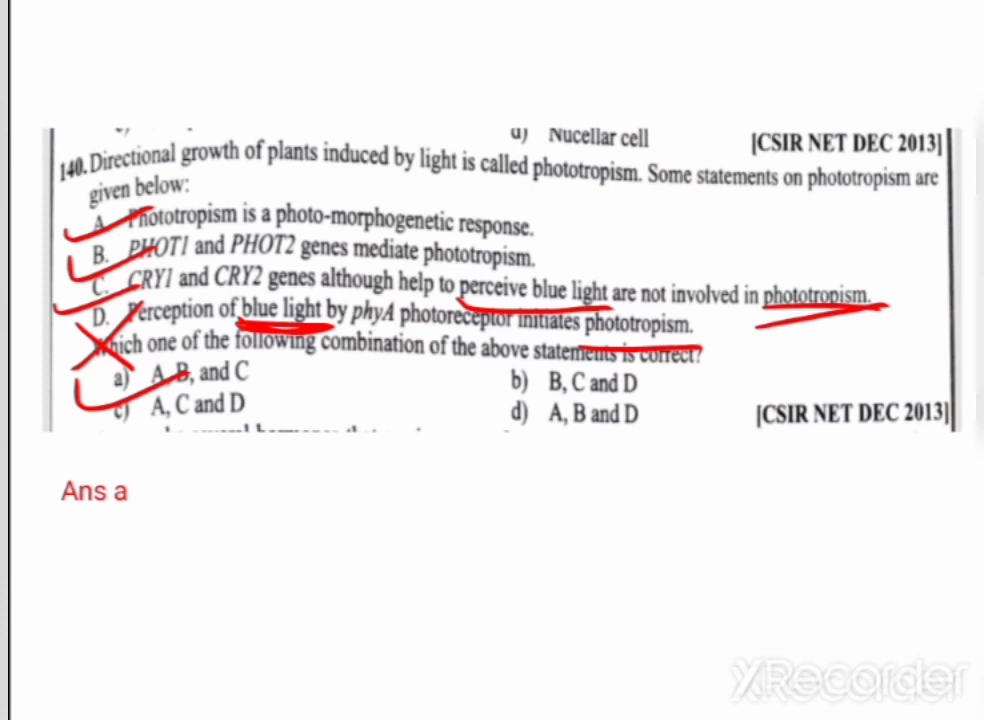 d) Nucellar cell [CSIR NET DEC 2013]
140. Directional growth of plants induced by light is called phototropism. Some statements on phototropism are
given below:
A. Phototropism is a photo-morphogenetic response.
B. PHOT1 and PHOT2 genes mediate phototropism.
C. CRY1 and CRY2 genes although help to perceive blue light are not involved in phototropism.
D. Perception of blue light by phyA photoreceptor initiates phototropism.
Which one of the following combination of the above statements is correct?
a) A, B, and C b) B, C and D
c) A, C and D d) A, B and D [CSIR NET DEC 2013]
Ans a
XRecorder